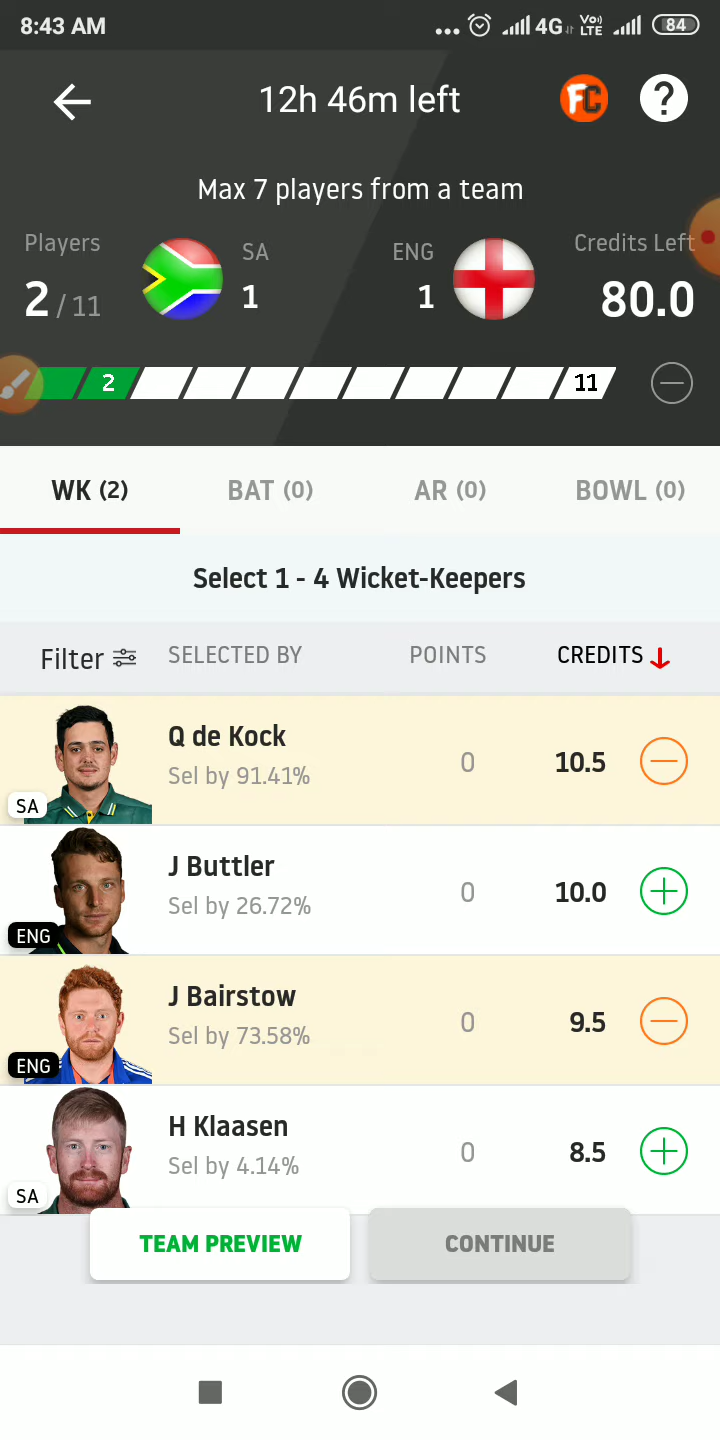 8:43 AM
4G Vo) LTE 84
12h 46m left
FC ?
Max 7 players from a team
Players SA ENG Credits Left
2 / 11 1 1 80.0
2 11
WK (2) BAT (0) AR (0) BOWL (0)
Select 1 - 4 Wicket-Keepers
Filter SELECTED BY POINTS CREDITS
Q de Kock
Sel by 91.41% 0 10.5
SA
J Buttler
Sel by 26.72% 0 10.0
ENG
J Bairstow
Sel by 73.58% 0 9.5
ENG
H Klaasen
Sel by 4.14% 0 8.5
SA
TEAM PREVIEW CONTINUE